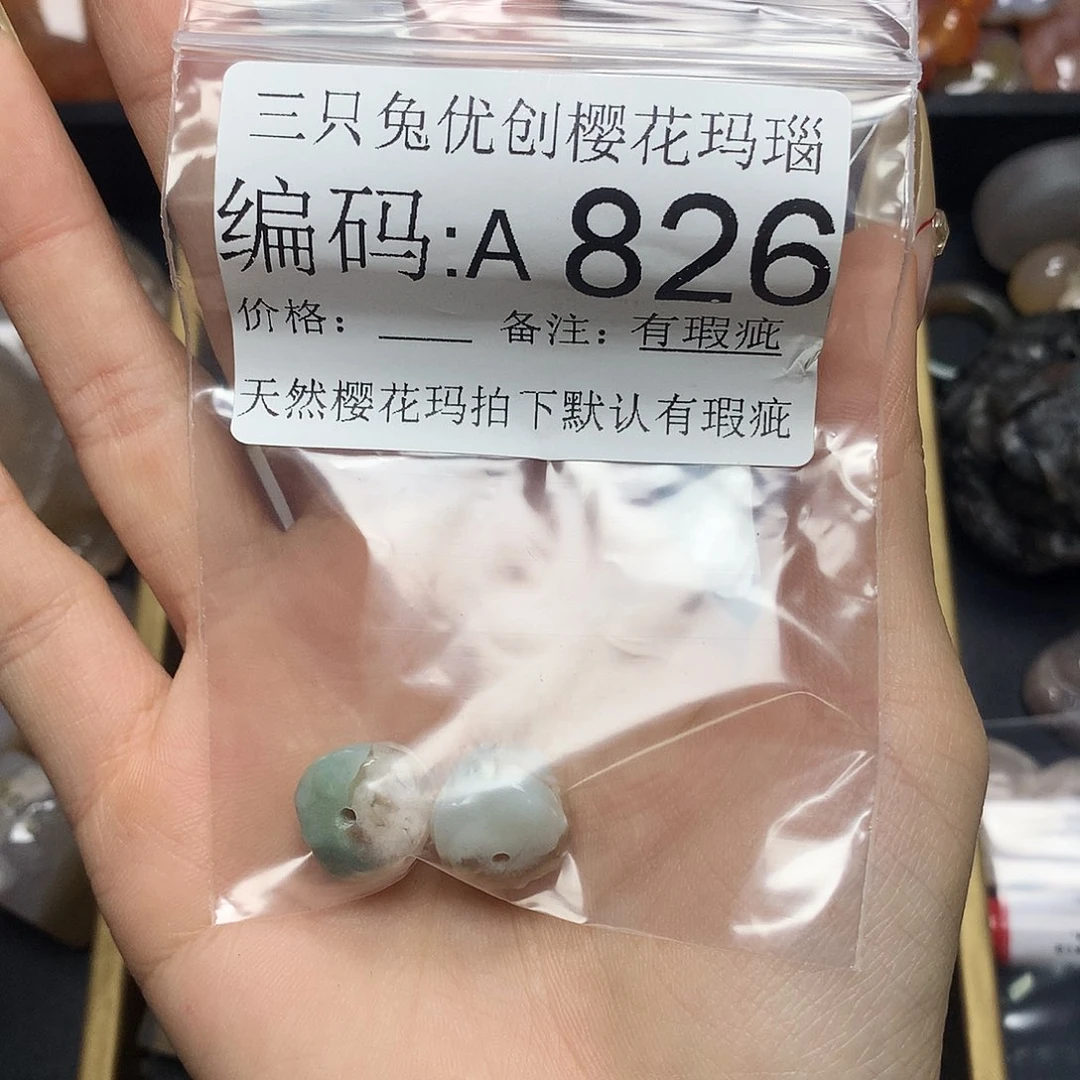 三只兔优创樱花玛瑙
编码:A 826
价格：____ 备注：有瑕疵
天然樱花玛拍下默认有瑕疵